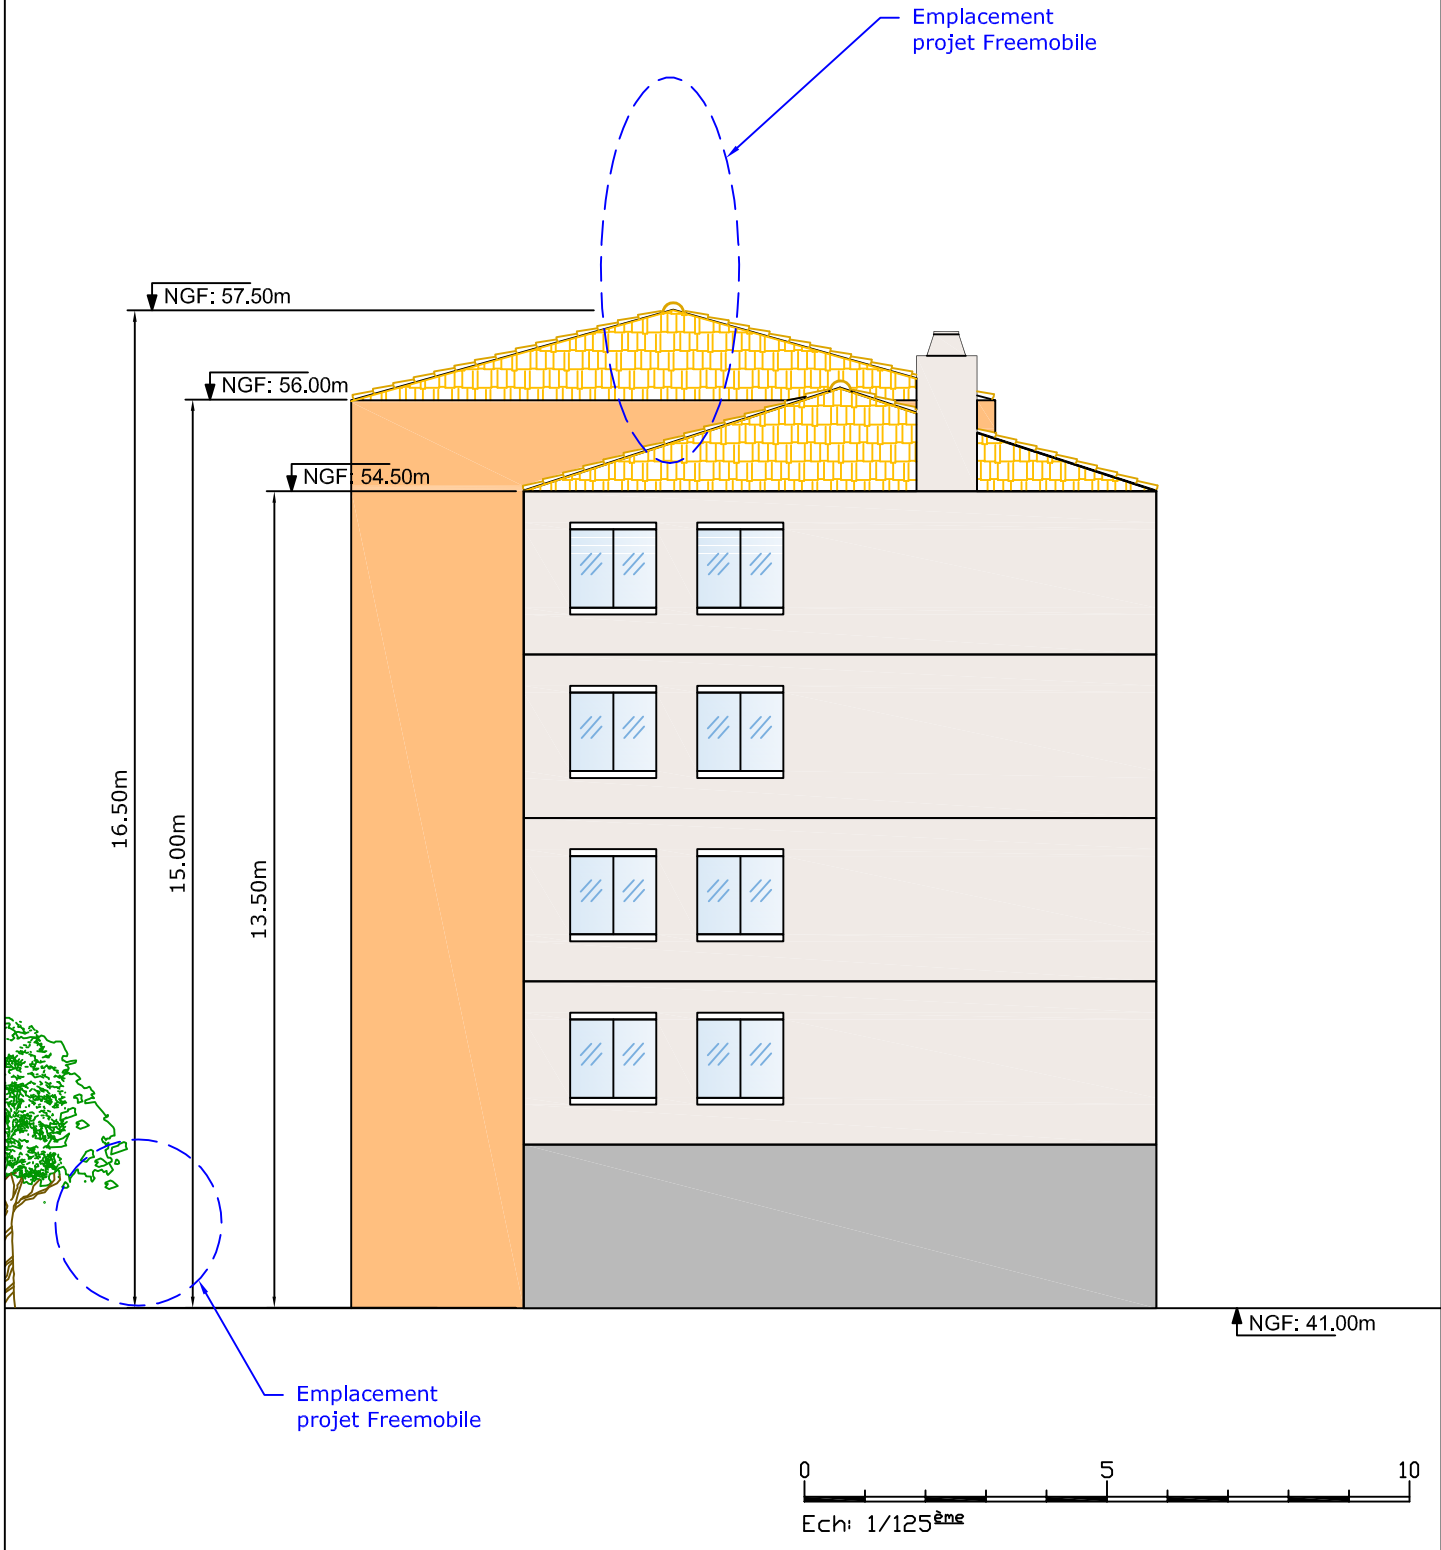 Emplacement
projet Freemobile
NGF: 57.50m
NGF: 56.00m
NGF: 54.50m
16.50m
15.00m
13.50m
NGF: 41.00m
Emplacement
projet Freemobile
0 5 10
Ech: 1/125ème